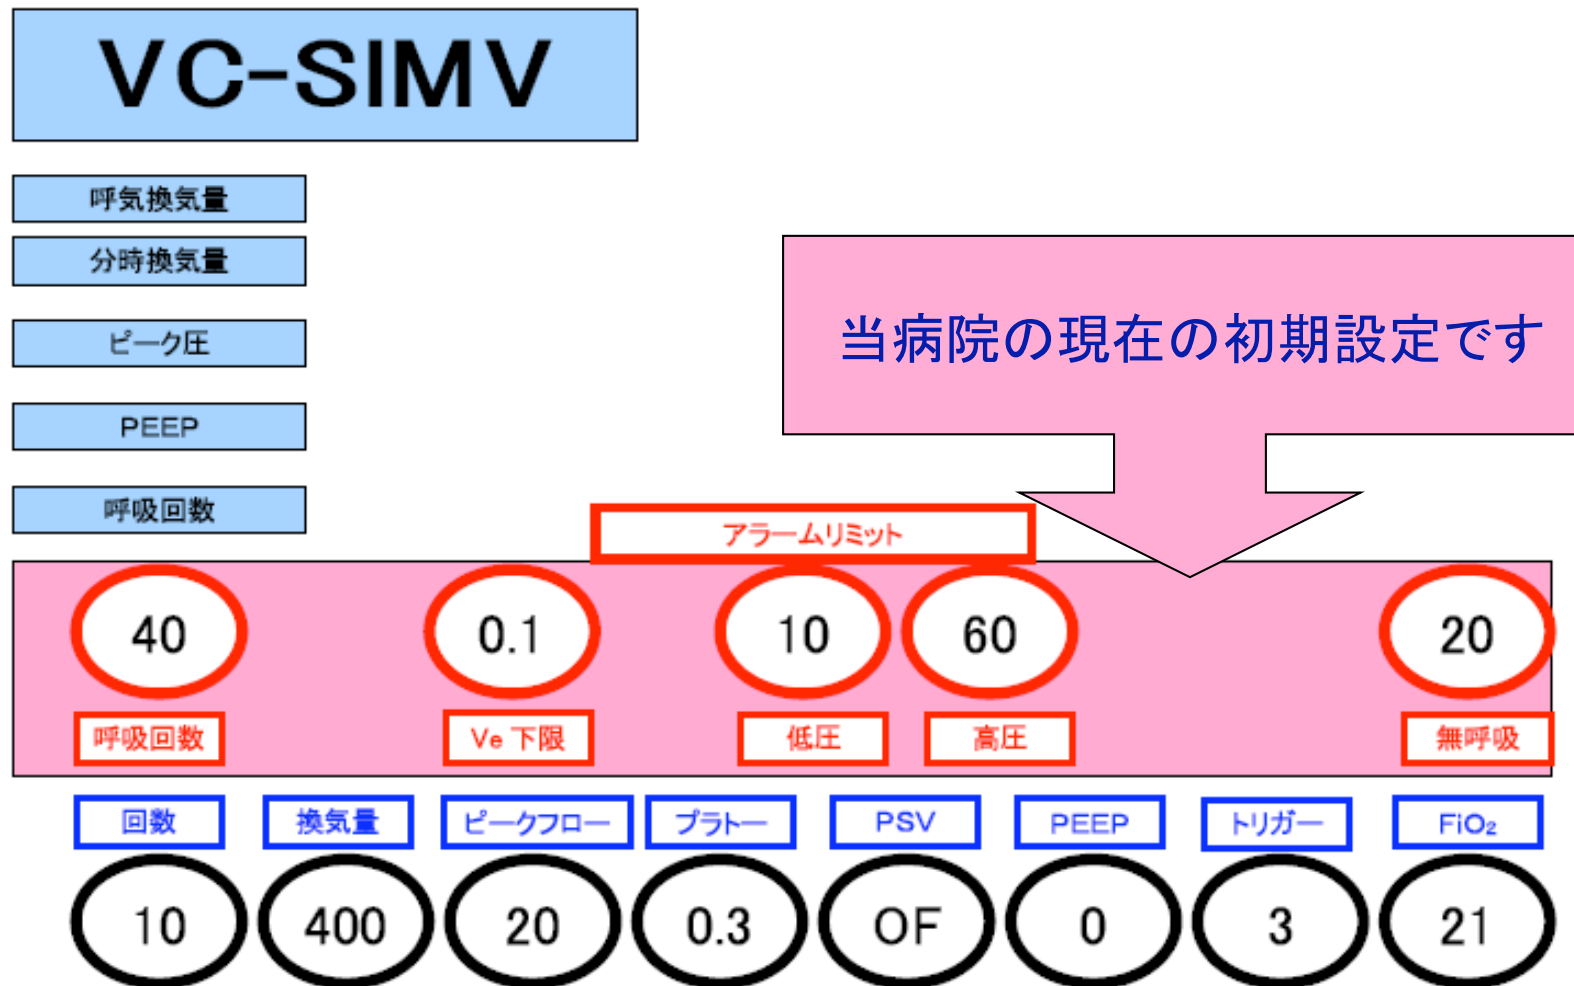 VC-SIMV
呼気換気量
分時換気量
ピーク圧
PEEP
呼吸回数
当病院の現在の初期設定です
アラームリミット
40 0.1 10 60 20
呼吸回数 Ve 下限 低圧 高圧 無呼吸
回数 換気量 ピークフロー プラトー PSV PEEP トリガー FiO₂
10 400 20 0.3 OF 0 3 21